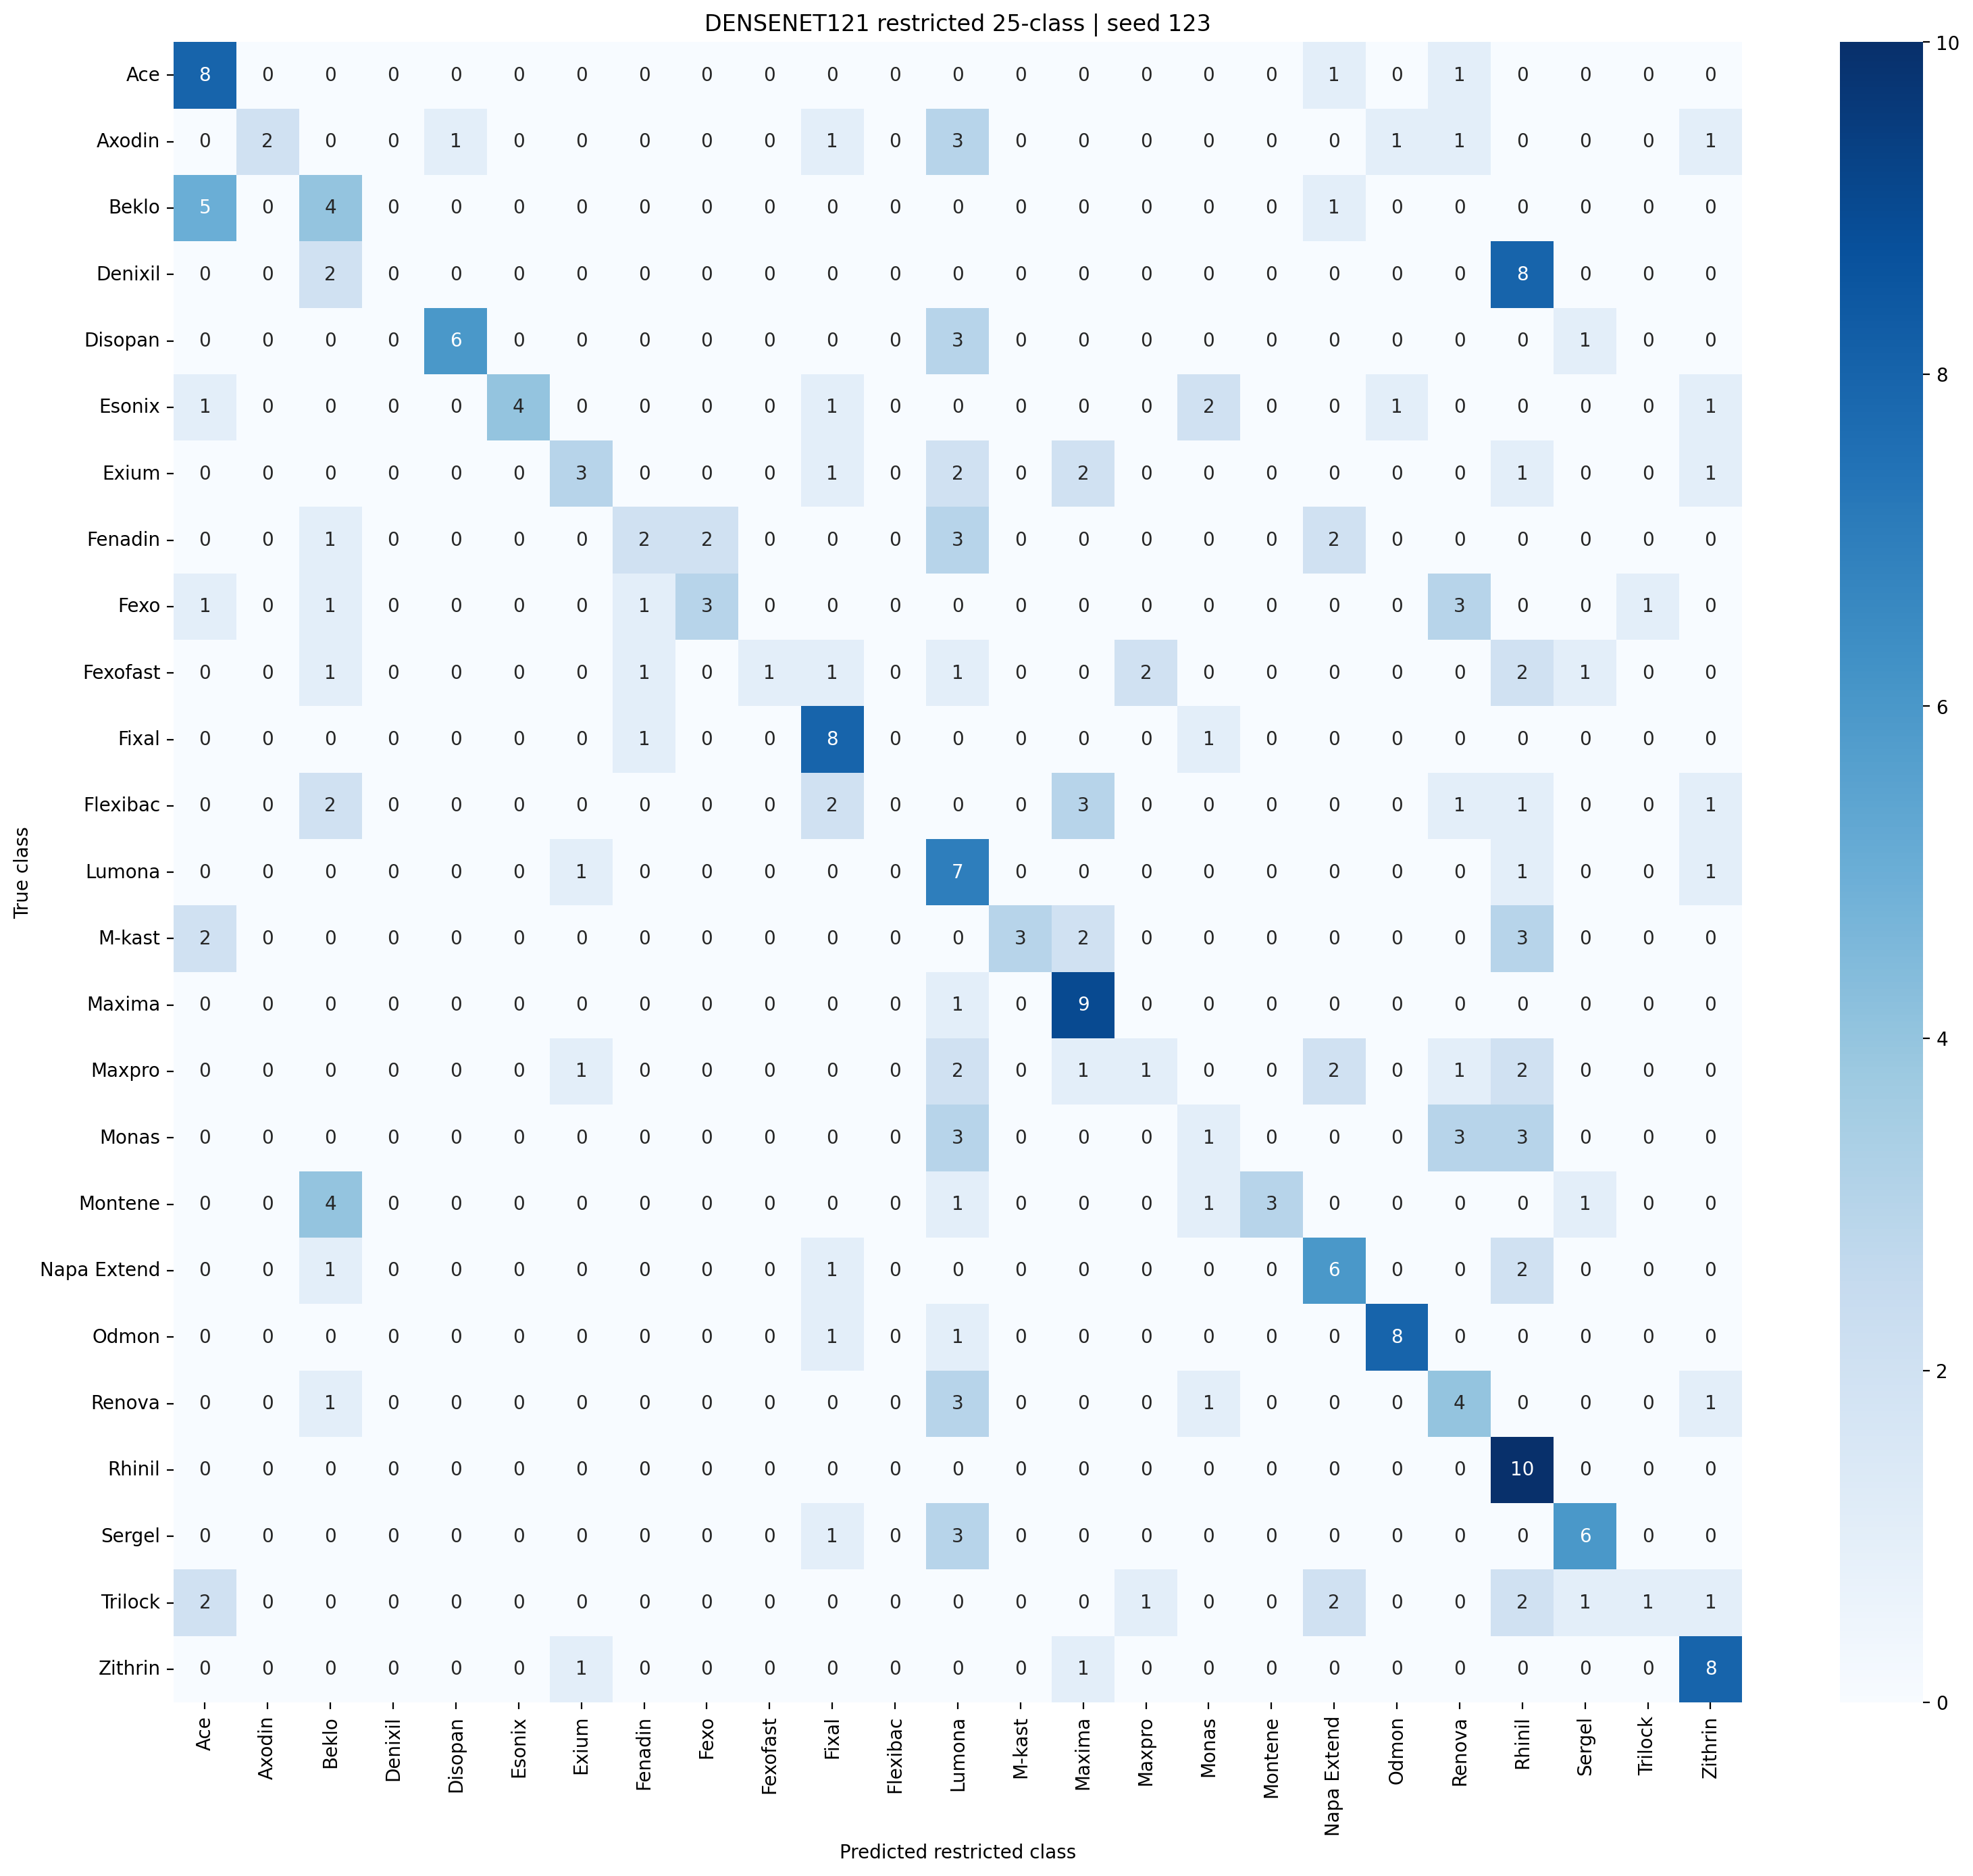 DENSENET121 restricted 25-class | seed 123
Ace 8 0 0 0 0 0 0 0 0 0 0 0 0 0 0 0 0 0 1 0 1 0 0 0 0
Axodin 0 2 0 0 1 0 0 0 0 0 1 0 3 0 0 0 0 0 0 1 1 0 0 0 1
Beklo 5 0 4 0 0 0 0 0 0 0 0 0 0 0 0 0 0 0 1 0 0 0 0 0 0
Denixil 0 0 2 0 0 0 0 0 0 0 0 0 0 0 0 0 0 0 0 0 0 8 0 0 0
Disopan 0 0 0 0 6 0 0 0 0 0 0 0 3 0 0 0 0 0 0 0 0 0 1 0 0
Esonix 1 0 0 0 0 4 0 0 0 0 1 0 0 0 0 0 2 0 0 1 0 0 0 0 1
Exium 0 0 0 0 0 0 3 0 0 0 1 0 2 0 2 0 0 0 0 0 0 1 0 0 1
Fenadin 0 0 1 0 0 0 0 2 2 0 0 0 3 0 0 0 0 0 2 0 0 0 0 0 0
Fexo 1 0 1 0 0 0 0 1 3 0 0 0 0 0 0 0 0 0 0 0 3 0 0 1 0
Fexofast 0 0 1 0 0 0 0 1 0 1 1 0 1 0 0 2 0 0 0 0 0 2 1 0 0
Fixal 0 0 0 0 0 0 0 1 0 0 8 0 0 0 0 0 1 0 0 0 0 0 0 0 0
Flexibac 0 0 2 0 0 0 0 0 0 0 2 0 0 0 3 0 0 0 0 0 1 1 0 0 1
Lumona 0 0 0 0 0 0 1 0 0 0 0 0 7 0 0 0 0 0 0 0 0 1 0 0 1
M-kast 2 0 0 0 0 0 0 0 0 0 0 0 0 3 2 0 0 0 0 0 0 3 0 0 0
Maxima 0 0 0 0 0 0 0 0 0 0 0 0 1 0 9 0 0 0 0 0 0 0 0 0 0
Maxpro 0 0 0 0 0 0 1 0 0 0 0 0 2 0 1 1 0 0 2 0 1 2 0 0 0
Monas 0 0 0 0 0 0 0 0 0 0 0 0 3 0 0 0 1 0 0 0 3 3 0 0 0
Montene 0 0 4 0 0 0 0 0 0 0 0 0 1 0 0 0 1 3 0 0 0 0 1 0 0
Napa Extend 0 0 1 0 0 0 0 0 0 0 1 0 0 0 0 0 0 0 6 0 0 2 0 0 0
Odmon 0 0 0 0 0 0 0 0 0 0 1 0 1 0 0 0 0 0 0 8 0 0 0 0 0
Renova 0 0 1 0 0 0 0 0 0 0 0 0 3 0 0 0 1 0 0 0 4 0 0 0 1
Rhinil 0 0 0 0 0 0 0 0 0 0 0 0 0 0 0 0 0 0 0 0 0 10 0 0 0
Sergel 0 0 0 0 0 0 0 0 0 0 1 0 3 0 0 0 0 0 0 0 0 0 6 0 0
Trilock 2 0 0 0 0 0 0 0 0 0 0 0 0 0 0 1 0 0 2 0 0 2 1 1 1
Zithrin 0 0 0 0 0 0 1 0 0 0 0 0 0 0 1 0 0 0 0 0 0 0 0 0 8
True class
Ace Axodin Beklo Denixil Disopan Esonix Exium Fenadin Fexo Fexofast Fixal Flexibac Lumona M-kast Maxima Maxpro Monas Montene Napa Extend Odmon Renova Rhinil Sergel Trilock Zithrin
Predicted restricted class
10
8
6
4
2
0